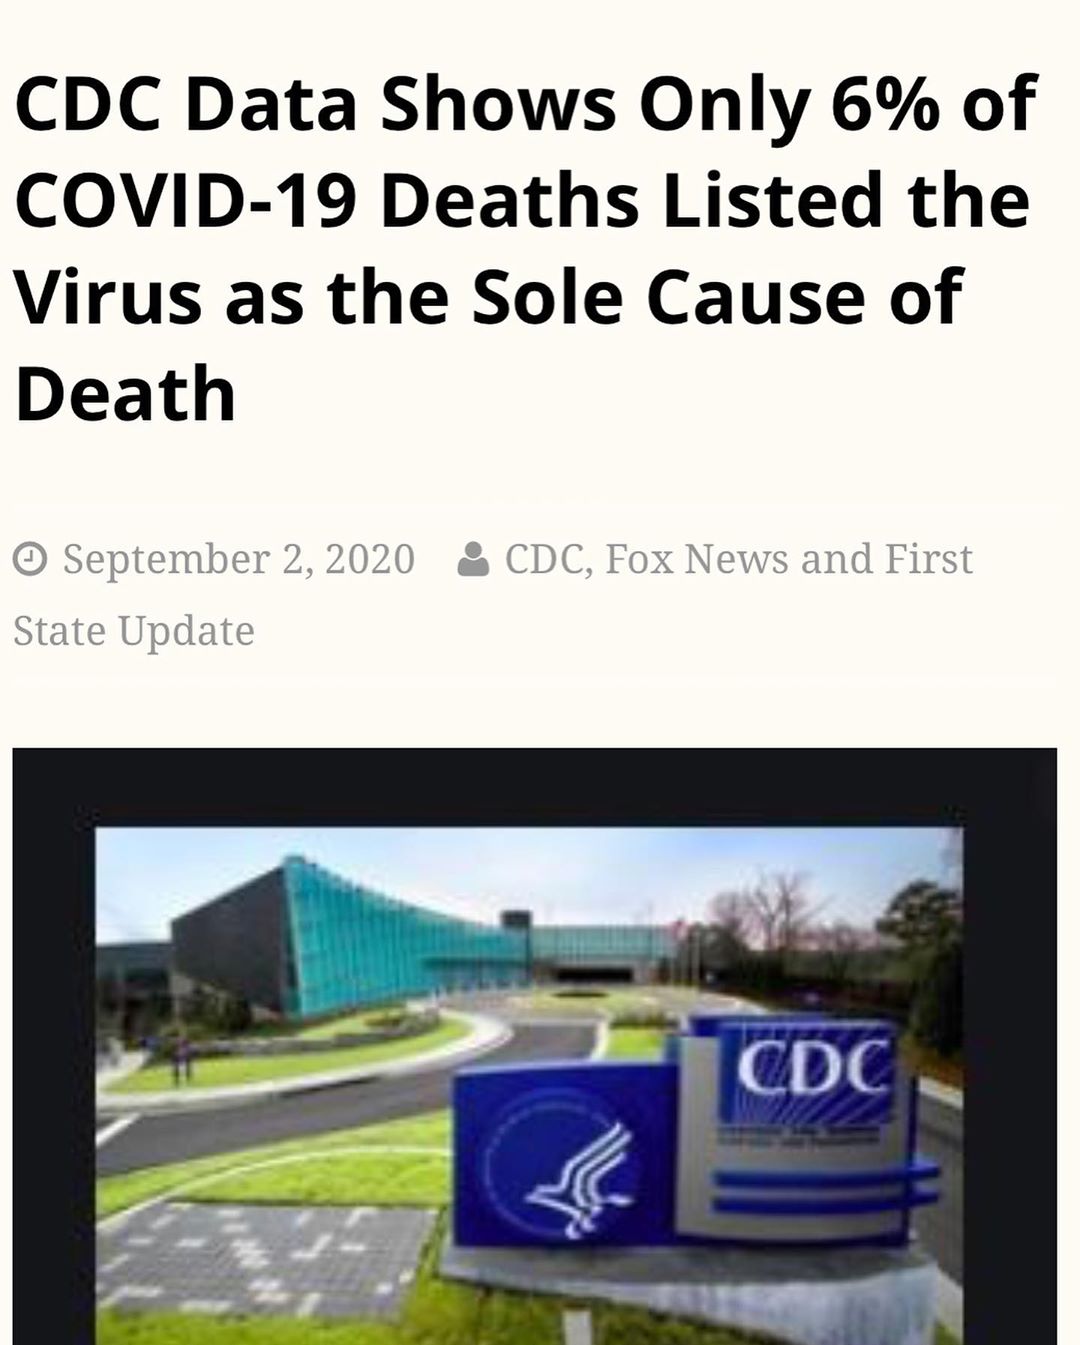 CDC Data Shows Only 6% of
COVID-19 Deaths Listed the
Virus as the Sole Cause of
Death
September 2, 2020 CDC, Fox News and First
State Update
CDC